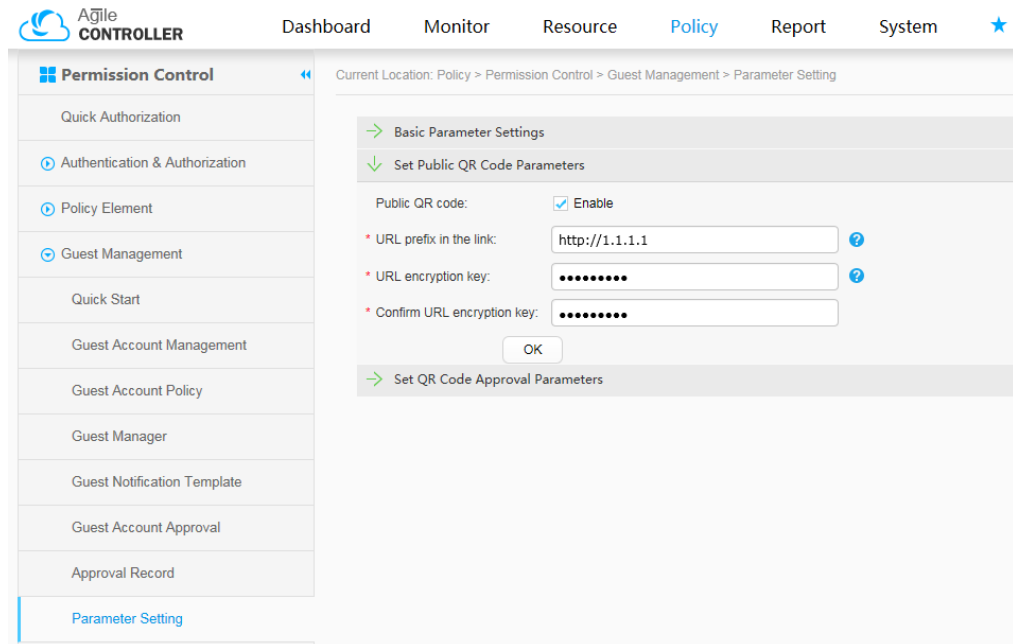 Agile
CONTROLLER
Dashboard Monitor Resource Policy Report System
Permission Control
Current Location: Policy > Permission Control > Guest Management > Parameter Setting
Quick Authorization
Authentication & Authorization
Policy Element
Guest Management
Quick Start
Guest Account Management
Guest Account Policy
Guest Manager
Guest Notification Template
Guest Account Approval
Approval Record
Parameter Setting
Basic Parameter Settings
Set Public QR Code Parameters
Public QR code: Enable
* URL prefix in the link: http://1.1.1.1 ?
* URL encryption key: ●●●●●●●●● ?
* Confirm URL encryption key: ●●●●●●●●●
OK
Set QR Code Approval Parameters